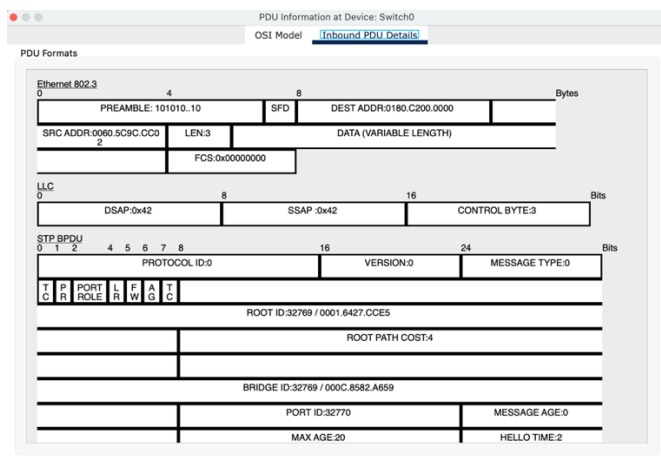 PDU Information at Device: Switch0
OSI Model Inbound PDU Details
PDU Formats
Ethernet 802.3
0 4 8 Bytes
PREAMBLE: 101010..10 SFD DEST ADDR:0180.C200.0000
SRC ADDR:0060.5C9C.CC0
2 LEN:3 DATA (VARIABLE LENGTH)
FCS:0x00000000
LLC
0 8 16 Bits
DSAP:0x42 SSAP :0x42 CONTROL BYTE:3
STP BPDU
0 1 2 4 5 6 7 8 16 24 Bits
PROTOCOL ID:0 VERSION:0 MESSAGE TYPE:0
T P PORT L F A T
C R ROLE R W G C
ROOT ID:32769 / 0001.6427.CCE5
ROOT PATH COST:4
BRIDGE ID:32769 / 000C.8582.A659
PORT ID:32770 MESSAGE AGE:0
MAX AGE:20 HELLO TIME:2